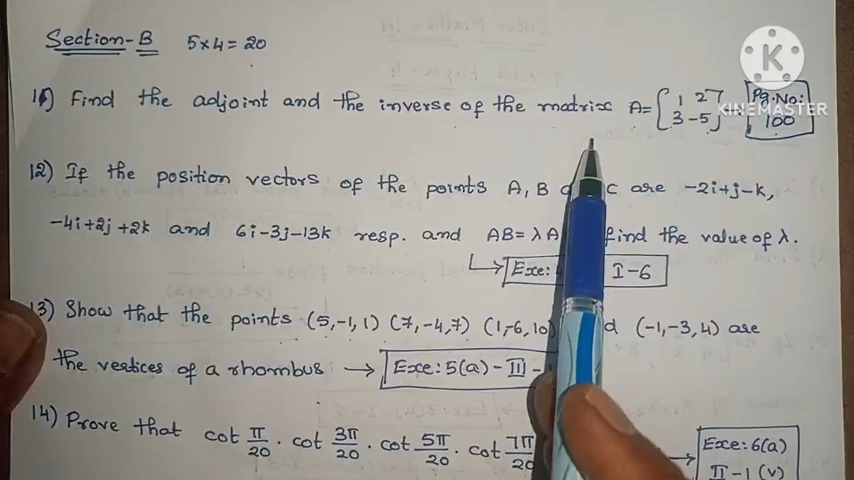 Section-B 5×4=20
11) Find the adjoint and the inverse of the matrix A= [1 2
3 -5]
Pg.No:
100
KINEMASTER
12) If the position vectors of the points A, B C are -2i+j-k,
-4i+2j+2k and 6i-3j-13k resp. and AB=λA find the value of λ.
Exe: I-6
13) Show that the points (5,-1,1) (7,-4,7) (1,-6,10) (-1,-3,4) are
the vertices of a rhombus → Exe: 5(a)-III-
14) Prove that cot π/20 . cot 3π/20 . cot 5π/20 . cot 7π/20
Exe: 6(a)
II-1(v)